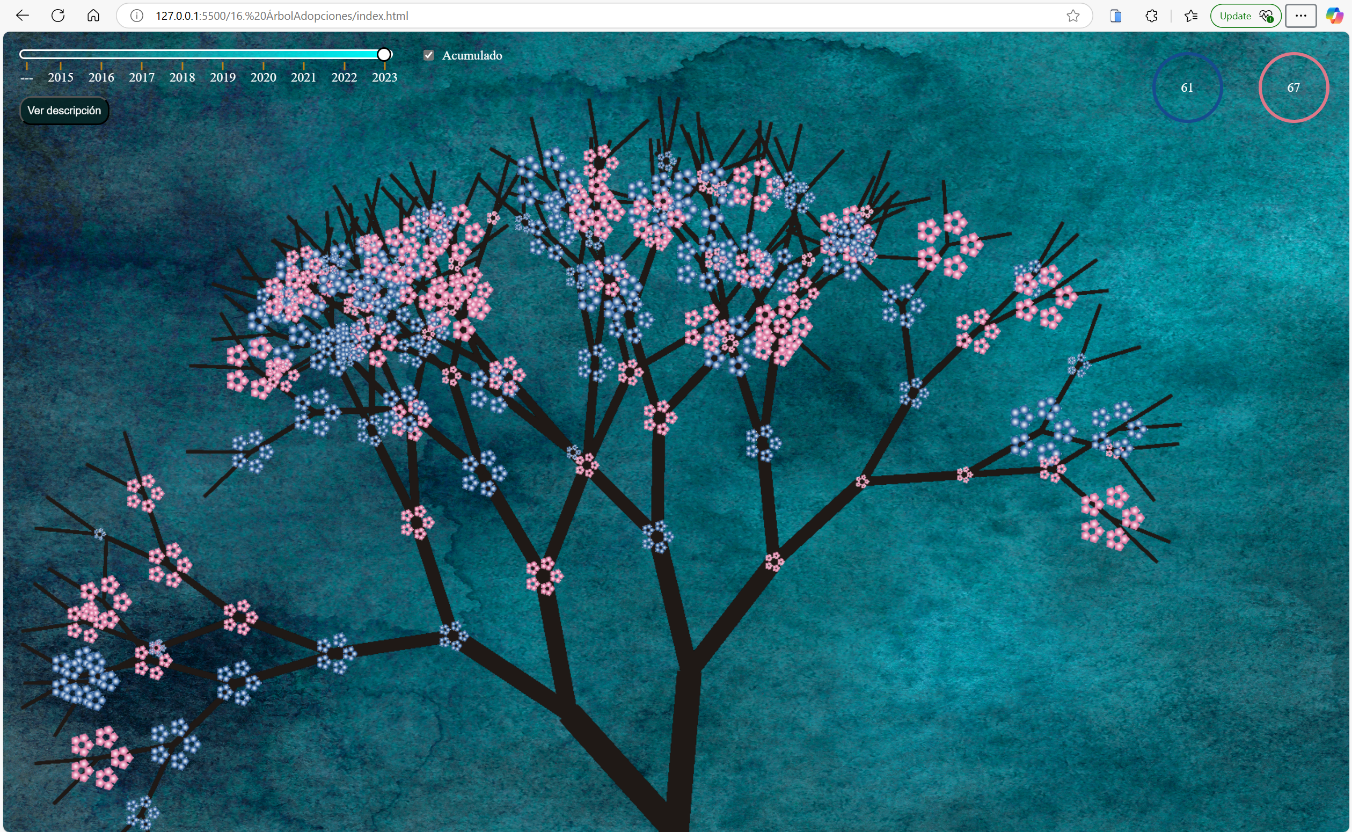 127.0.0.1:5500/16.%20ÁrbolAdopciones/index.html
Update
Acumulado
--- 2015 2016 2017 2018 2019 2020 2021 2022 2023
Ver descripción
61
67